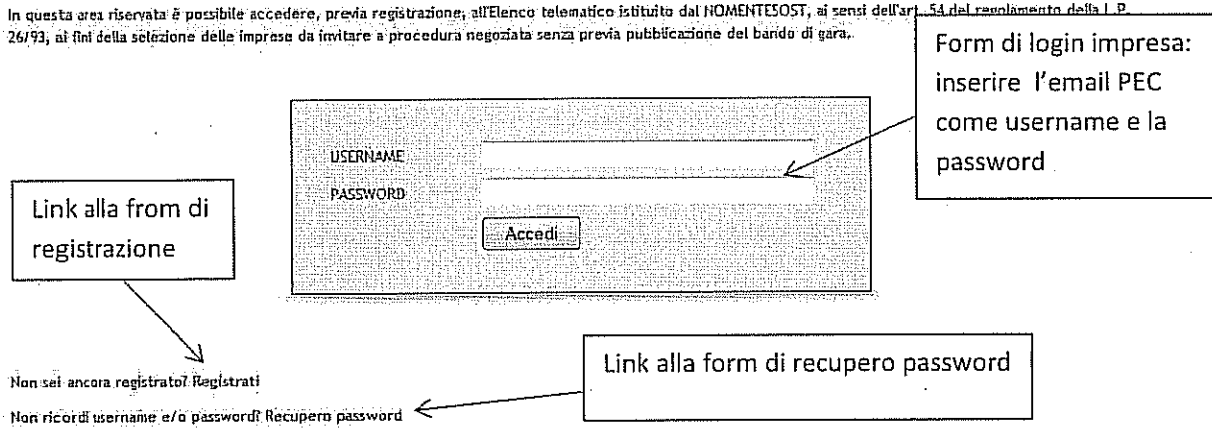 In questa area riservata è possibile accedere, previa registrazione, all'Elenco telematico istituito dal NOMENTESOST, ai sensi dell'art. 54 del regolamento della L.P.
26/93, ai fini della selezione delle imprese da invitare a procedura negoziata senza previa pubblicazione del bando di gara.
Form di login impresa:
inserire l'email PEC
come username e la
password
USERNAME
PASSWORD
Accedi
Link alla from di
registrazione
Link alla form di recupero password
Non sei ancora registrato? Registrati
Non ricordi username e/o password? Recupero password